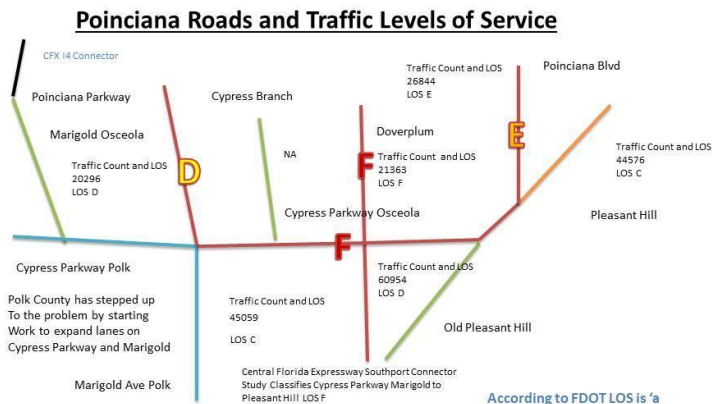 Poinciana Roads and Traffic Levels of Service
CFX I4 Connector
Poinciana Parkway
Cypress Branch
Traffic Count and LOS
26844
LOS E
Poinciana Blvd
Marigold Osceola
Traffic Count and LOS
20296
LOS D
D
NA
Doverplum
F
Traffic Count and LOS
21363
LOS F
E
Traffic Count and LOS
44576
LOS C
Cypress Parkway Osceola
Pleasant Hill
F
Cypress Parkway Polk
Traffic Count and LOS
60954
LOS D
Polk County has stepped up
To the problem by starting
Work to expand lanes on
Cypress Parkway and Marigold
Traffic Count and LOS
45059
LOS C
Old Pleasant Hill
Marigold Ave Polk
Central Florida Expressway Southport Connector
Study Classifies Cypress Parkway Marigold to
Pleasant Hill LOS F
According to FDOT LOS is 'a